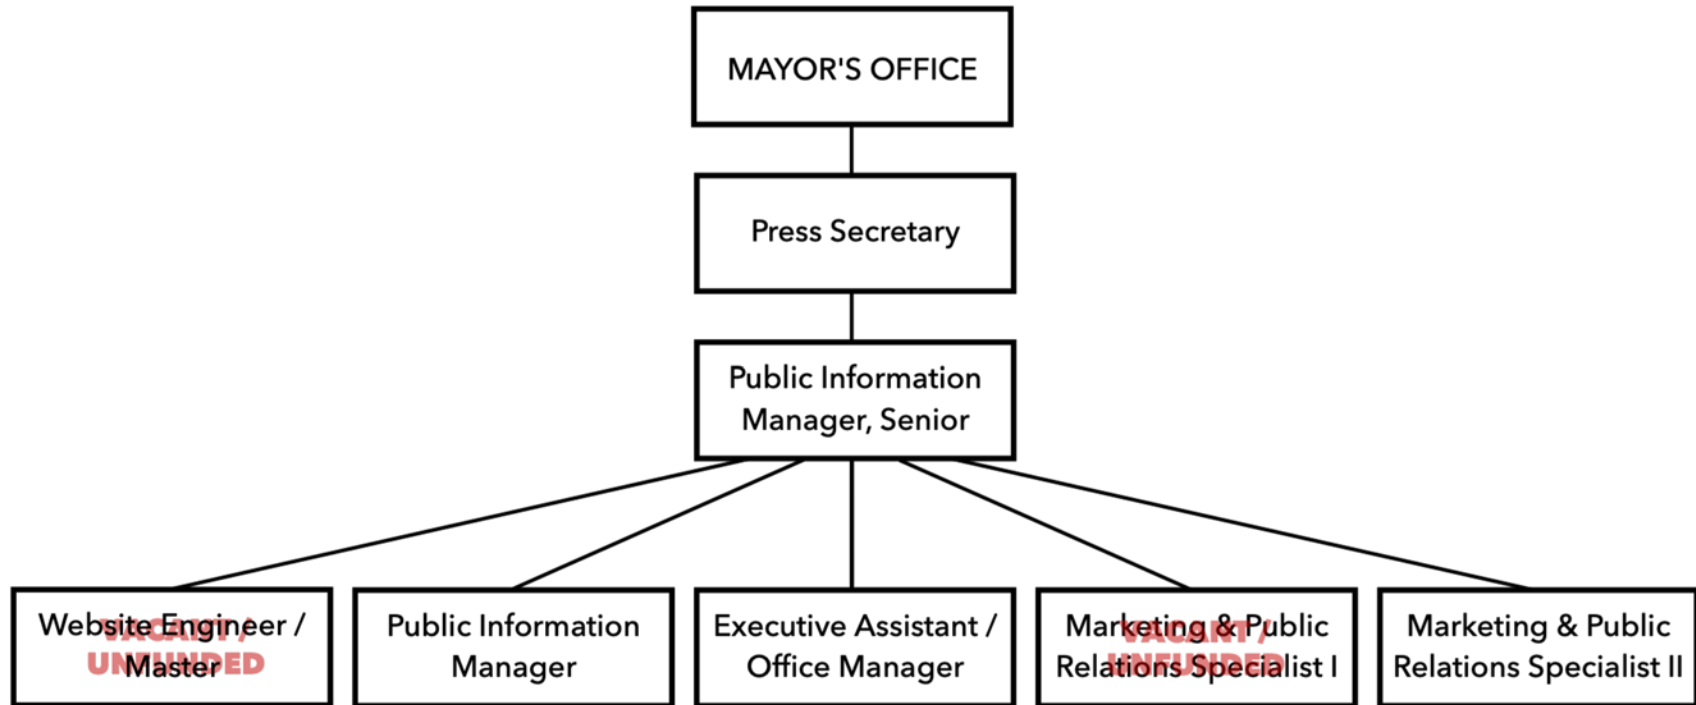 MAYOR'S OFFICE
Press Secretary
Public Information
Manager, Senior
Website Engineer /
Master
VACANT /
UNFUNDED
Public Information
Manager
Executive Assistant /
Office Manager
Marketing & Public
Relations Specialist I
VACANT /
UNFUNDED
Marketing & Public
Relations Specialist II